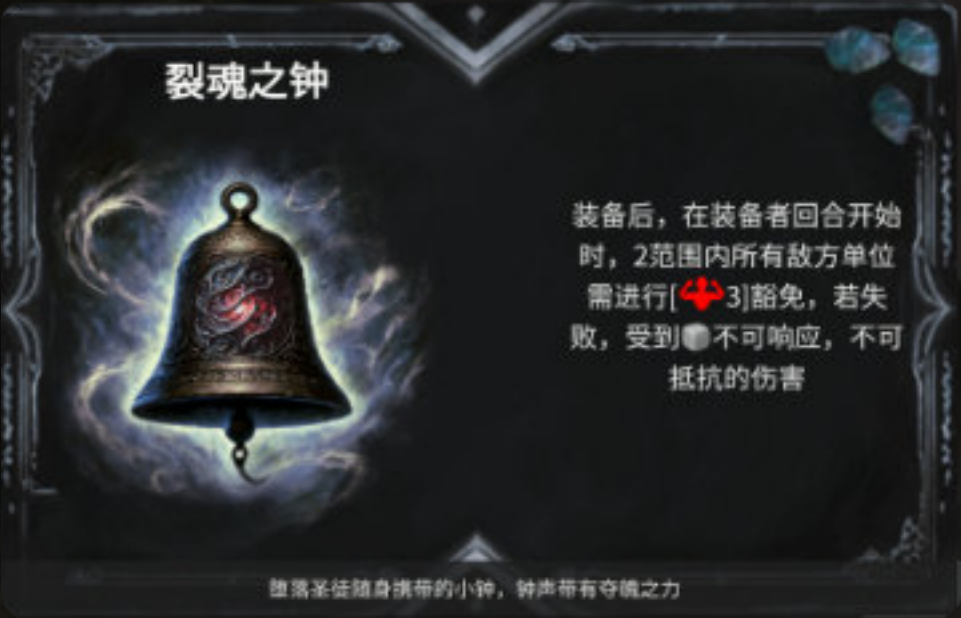 裂魂之钟
装备后，在装备者回合开始
时，2范围内所有敌方单位
需进行[3]豁免，若失
败，受到不可响应，不可
抵抗的伤害
堕落圣徒随身携带的小钟，钟声带有夺魄之力